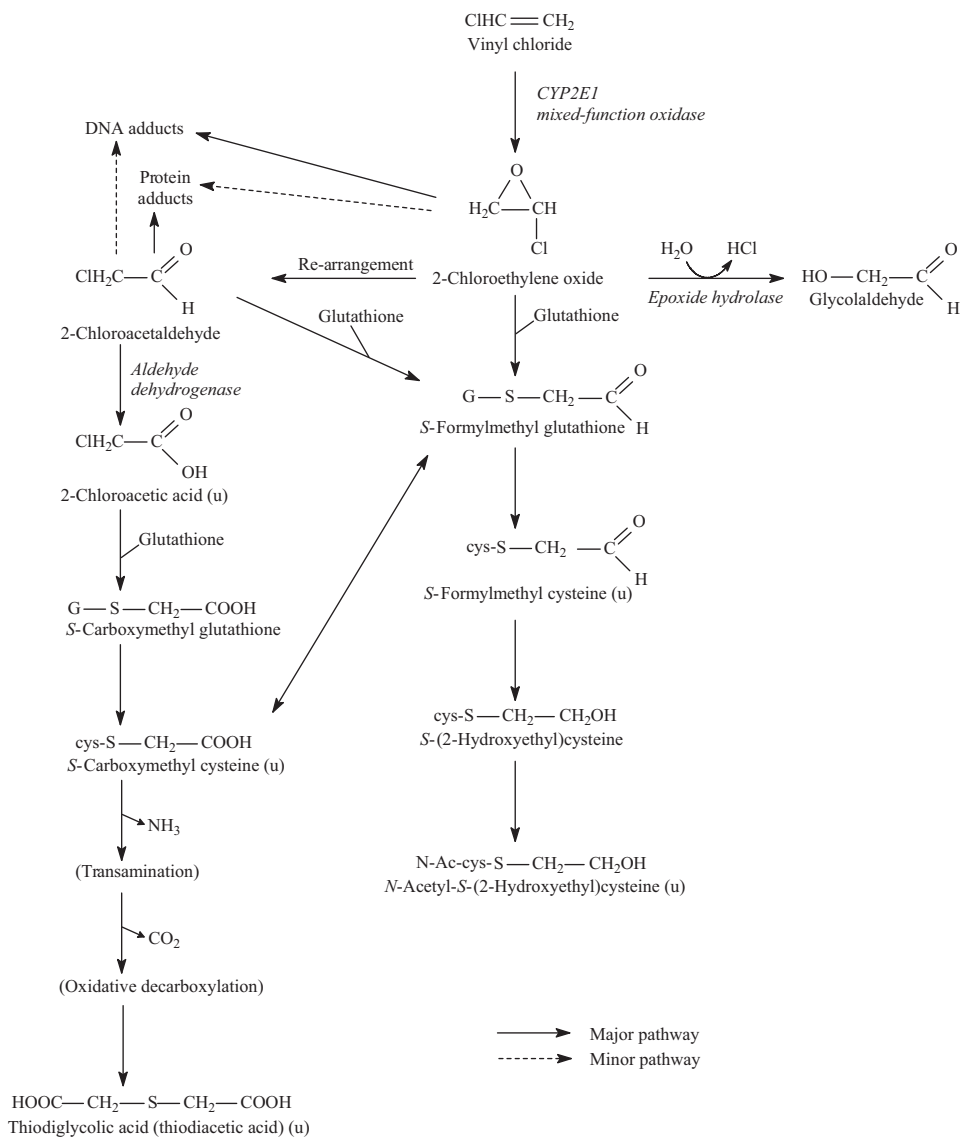 ClHC=CH₂
Vinyl chloride
CYP2E1
mixed-function oxidase
DNA adducts
Protein
adducts
O
H₂C—CH
Cl
2-Chloroethylene oxide
Re-arrangement
H₂O
HCl
Epoxide hydrolase
HO—CH₂—C
O
H
Glycolaldehyde
ClH₂C—C
O
H
2-Chloroacetaldehyde
Glutathione
Glutathione
Aldehyde
dehydrogenase
G—S—CH₂—C
O
H
S-Formylmethyl glutathione
ClH₂C—C
O
OH
2-Chloroacetic acid (u)
Glutathione
cys-S—CH₂—C
O
H
S-Formylmethyl cysteine (u)
G—S—CH₂—COOH
S-Carboxymethyl glutathione
cys-S—CH₂—CH₂OH
S-(2-Hydroxyethyl)cysteine
cys-S—CH₂—COOH
S-Carboxymethyl cysteine (u)
NH₃
(Transamination)
N-Ac-cys-S—CH₂—CH₂OH
N-Acetyl-S-(2-Hydroxyethyl)cysteine (u)
CO₂
(Oxidative decarboxylation)
Major pathway
Minor pathway
HOOC—CH₂—S—CH₂—COOH
Thiodiglycolic acid (thiodiacetic acid) (u)